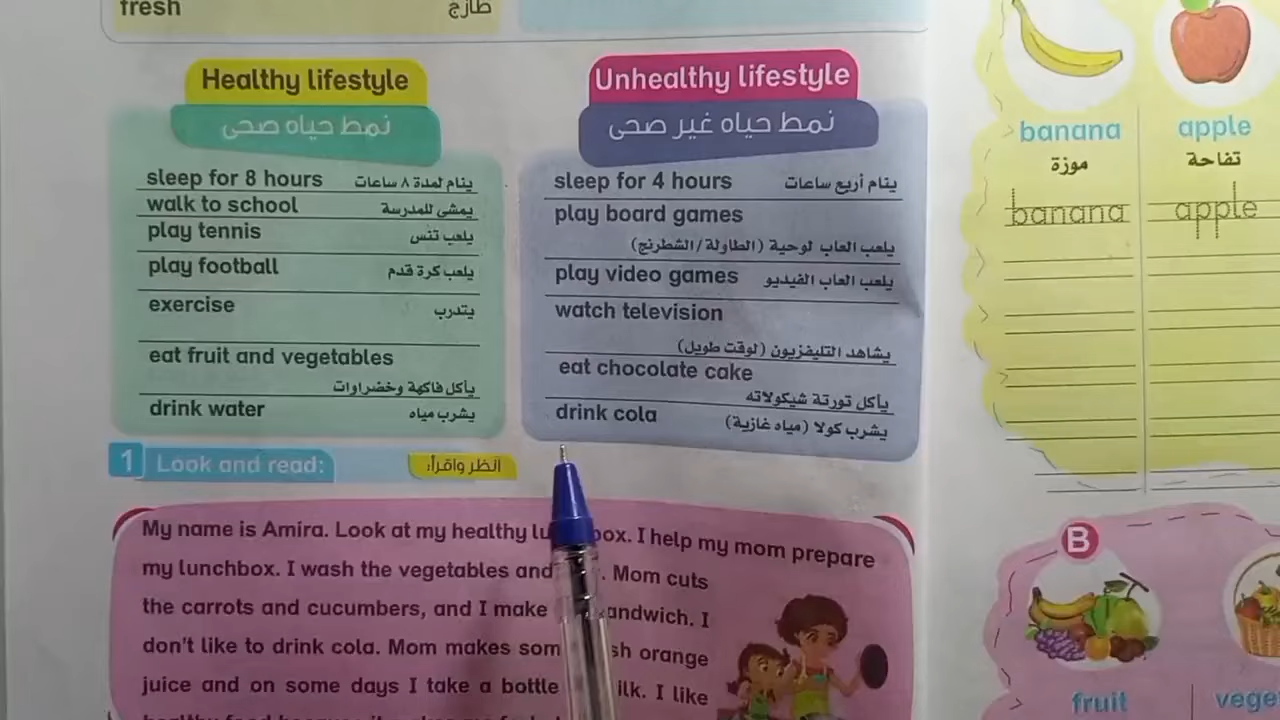 fresh طازج
Healthy lifestyle
نمط حياه صحى
sleep for 8 hours ينام لمدة ٨ ساعات
walk to school يمشى للمدرسة
play tennis يلعب تنس
play football يلعب كرة قدم
exercise يتدرب
eat fruit and vegetables
يأكل فاكهة وخضراوات
drink water يشرب مياه
Unhealthy lifestyle
نمط حياه غير صحى
sleep for 4 hours ينام أربع ساعات
play board games
يلعب العاب لوحية (الطاولة/الشطرنج)
play video games يلعب العاب الفيديو
watch television
يشاهد التليفزيون (لوقت طويل)
eat chocolate cake
يأكل تورتة شيكولاته
drink cola يشرب كولا (مياه غازية)
1 Look and read: انظر واقرأ:
My name is Amira. Look at my healthy box. I help my mom prepare
my lunchbox. I wash the vegetables and . Mom cuts
the carrots and cucumbers, and I make andwich. I
don't like to drink cola. Mom makes som sh orange
juice and on some days I take a bottle ilk. I like
banana apple
موزة تفاحة
banana apple
B
fruit vege